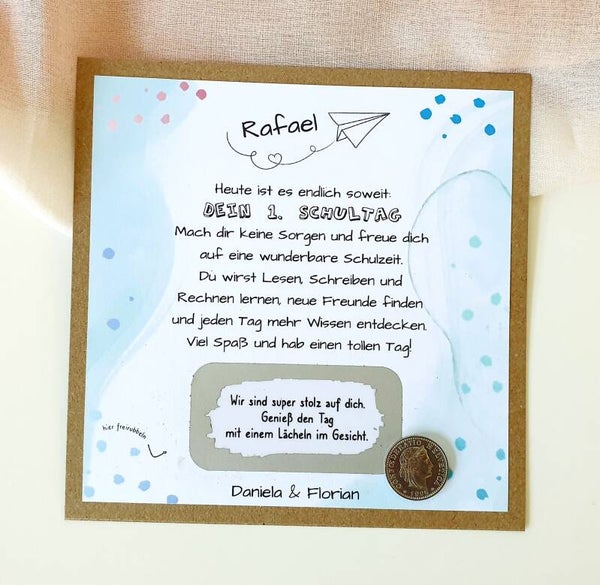 Rafael
Heute ist es endlich soweit:
DEIN 1. SCHULTAG
Mach dir keine Sorgen und freue dich
auf eine wunderbare Schulzeit.
Du wirst Lesen, Schreiben und
Rechnen lernen, neue Freunde finden
und jeden Tag mehr Wissen entdecken.
Viel Spaß und hab einen tollen Tag!
Wir sind super stolz auf dich.
Genieß den Tag
mit einem Lächeln im Gesicht.
hier freirubbeln
Daniela & Florian